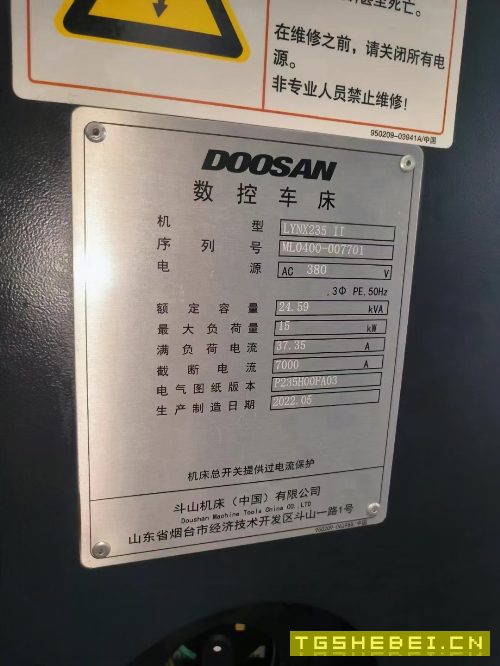 在维修之前，请关闭所有电
源。
非专业人员禁止维修！
950209-03841A/中国
DOOSAN
数控车床
机型 LYNX235 II
序列号 ML0400-007701
电源 AC 380 V
.3Φ PE.50Hz
额定容量 24.59 kVA
最大负荷量 15 kW
满负荷电流 37.35 A
截断电流 7000 A
电气图纸版本 P235H00FA03
生产制造日期 2022.05
机床总开关提供过电流保护
斗山机床（中国）有限公司
Doushan Machine Tools China CO. LTD
山东省烟台市经济技术开发区斗山一路1号
TGSHEBEI.CN